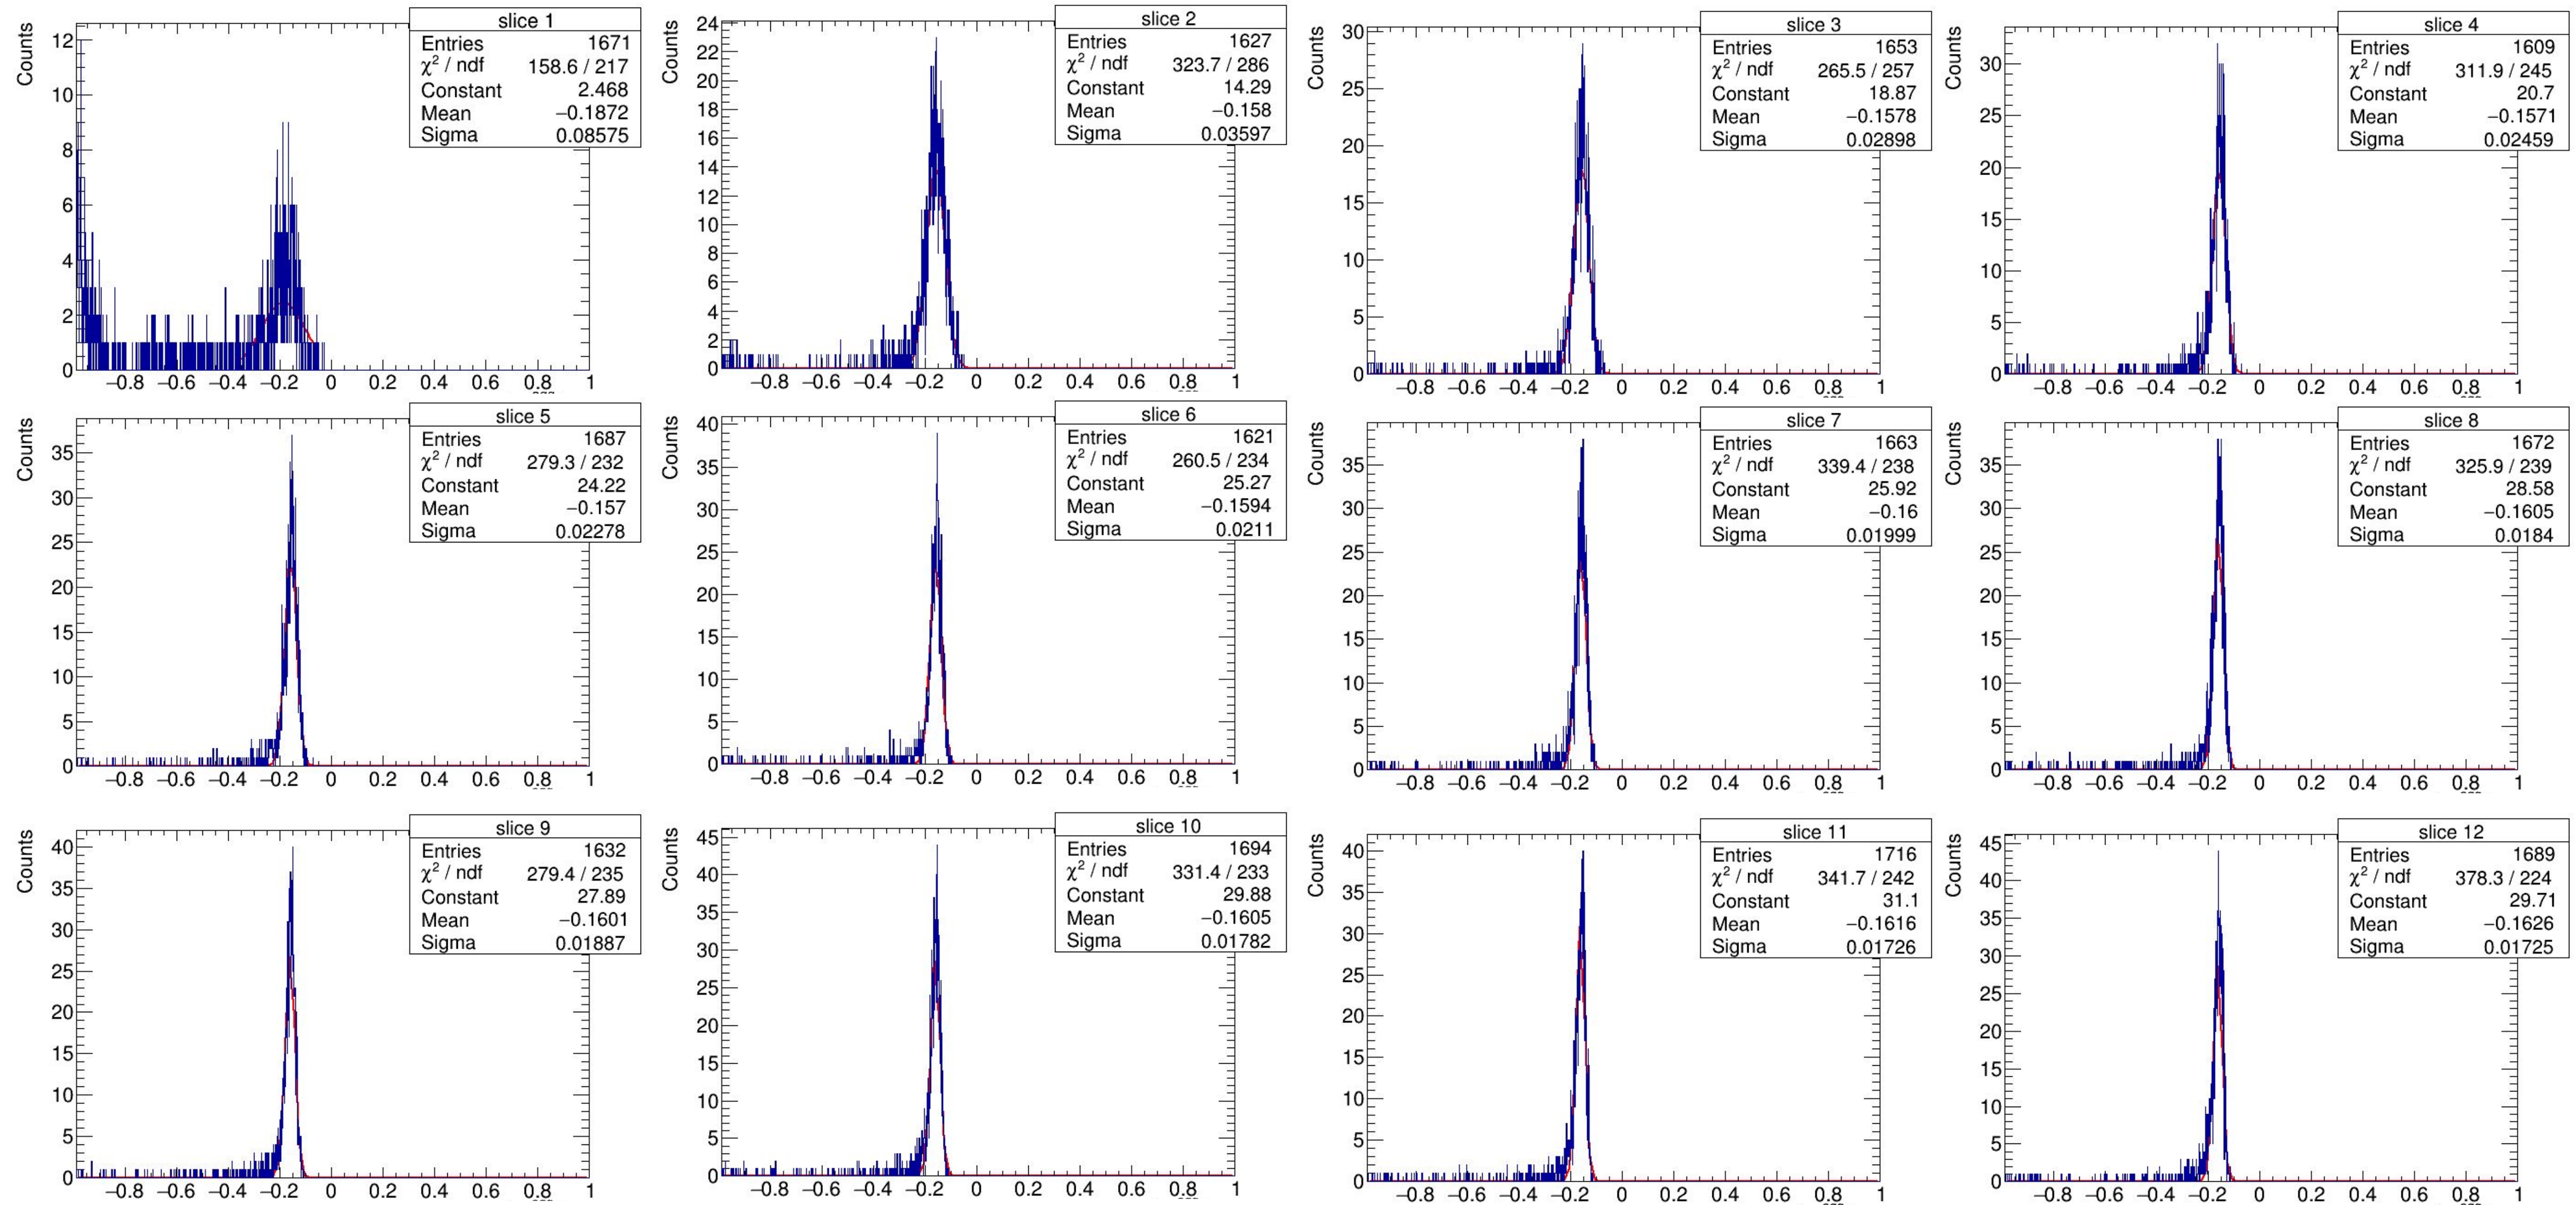 slice 1
Entries 1671
χ² / ndf 158.6 / 217
Constant 2.468
Mean −0.1872
Sigma 0.08575
Counts
12
10
8
6
4
2
0
−0.8 −0.6 −0.4 −0.2 0 0.2 0.4 0.6 0.8 1
slice 2
Entries 1627
χ² / ndf 323.7 / 286
Constant 14.29
Mean −0.158
Sigma 0.03597
Counts
24
22
20
18
16
14
12
10
8
6
4
2
0
−0.8 −0.6 −0.4 −0.2 0 0.2 0.4 0.6 0.8 1
slice 3
Entries 1653
χ² / ndf 265.5 / 257
Constant 18.87
Mean −0.1578
Sigma 0.02898
Counts
30
25
20
15
10
5
0
−0.8 −0.6 −0.4 −0.2 0 0.2 0.4 0.6 0.8 1
slice 4
Entries 1609
χ² / ndf 311.9 / 245
Constant 20.7
Mean −0.1571
Sigma 0.02459
Counts
30
25
20
15
10
5
0
−0.8 −0.6 −0.4 −0.2 0 0.2 0.4 0.6 0.8 1
slice 5
Entries 1687
χ² / ndf 279.3 / 232
Constant 24.22
Mean −0.157
Sigma 0.02278
Counts
35
30
25
20
15
10
5
0
−0.8 −0.6 −0.4 −0.2 0 0.2 0.4 0.6 0.8 1
slice 6
Entries 1621
χ² / ndf 260.5 / 234
Constant 25.27
Mean −0.1594
Sigma 0.0211
Counts
40
35
30
25
20
15
10
5
0
−0.8 −0.6 −0.4 −0.2 0 0.2 0.4 0.6 0.8 1
slice 7
Entries 1663
χ² / ndf 339.4 / 238
Constant 25.92
Mean −0.16
Sigma 0.01999
Counts
35
30
25
20
15
10
5
0
−0.8 −0.6 −0.4 −0.2 0 0.2 0.4 0.6 0.8 1
slice 8
Entries 1672
χ² / ndf 325.9 / 239
Constant 28.58
Mean −0.1605
Sigma 0.0184
Counts
35
30
25
20
15
10
5
0
−0.8 −0.6 −0.4 −0.2 0 0.2 0.4 0.6 0.8 1
slice 9
Entries 1632
χ² / ndf 279.4 / 235
Constant 27.89
Mean −0.1601
Sigma 0.01887
Counts
40
35
30
25
20
15
10
5
0
−0.8 −0.6 −0.4 −0.2 0 0.2 0.4 0.6 0.8 1
slice 10
Entries 1694
χ² / ndf 331.4 / 233
Constant 29.88
Mean −0.1605
Sigma 0.01782
Counts
45
40
35
30
25
20
15
10
5
0
−0.8 −0.6 −0.4 −0.2 0 0.2 0.4 0.6 0.8 1
slice 11
Entries 1716
χ² / ndf 341.7 / 242
Constant 31.1
Mean −0.1616
Sigma 0.01726
Counts
40
35
30
25
20
15
10
5
0
−0.8 −0.6 −0.4 −0.2 0 0.2 0.4 0.6 0.8 1
slice 12
Entries 1689
χ² / ndf 378.3 / 224
Constant 29.71
Mean −0.1626
Sigma 0.01725
Counts
45
40
35
30
25
20
15
10
5
0
−0.8 −0.6 −0.4 −0.2 0 0.2 0.4 0.6 0.8 1